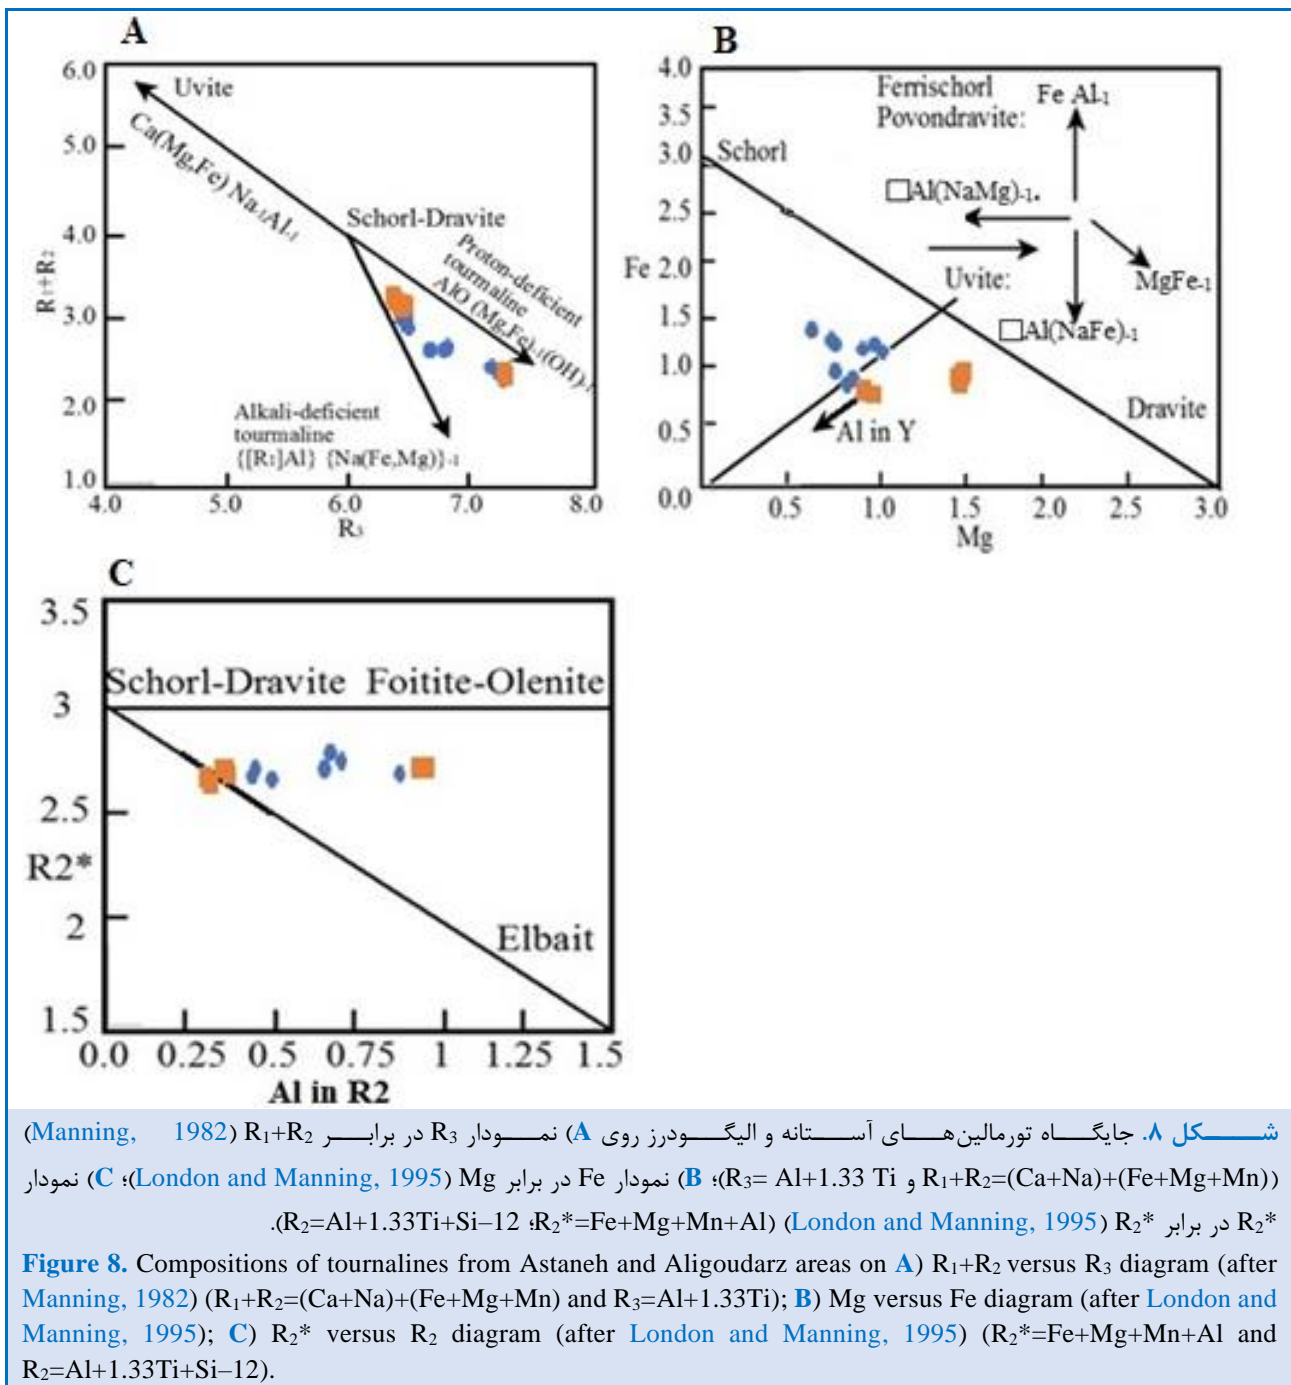 A
6.0
5.0
4.0
3.0
2.0
1.0
R₁+R₂
4.0 5.0 6.0 7.0 8.0
R₃
Uvite
Ca(Mg,Fe) Na₋₁Al₋₁
Schorl-Dravite
Proton-deficient
tourmaline
AlO (Mg,Fe)₋₁(OH)₋₁
Alkali-deficient
tourmaline
{[R₁]Al} {Na(Fe,Mg)}₋₁
B
4.0
3.5
3.0
2.5
Fe 2.0
1.5
1.0
0.5
0.0
0.5 1.0 1.5 2.0 2.5 3.0
Mg
Schorl
Ferrischorl
Povondravite:
Fe Al₋₁
□Al(NaMg)₋₁.
Uvite:
MgFe₋₁
□Al(NaFe)₋₁
Al in Y
Dravite
C
3.5
3
2.5
R2*
2
1.5
Schorl-Dravite Foitite-Olenite
Elbait
0.0 0.25 0.5 0.75 1 1.25 1.5
Al in R2
شکل ۸. جایگاه تورمالین‌های آستانه و الیگودرز روی A) نمودار R₃ در برابر R₁+R₂ (Manning, 1982)
(R₁+R₂=(Ca+Na)+(Fe+Mg+Mn) و R₃= Al+1.33 Ti)؛ B) نمودار Fe در برابر Mg (London and Manning, 1995)؛ C) نمودار
R₂* در برابر R₂* (London and Manning, 1995) (R₂*=Fe+Mg+Mn+Al؛ R₂=Al+1.33Ti+Si–12).
Figure 8. Compositions of tournalines from Astaneh and Aligoudarz areas on A) R₁+R₂ versus R₃ diagram (after
Manning, 1982) (R₁+R₂=(Ca+Na)+(Fe+Mg+Mn) and R₃=Al+1.33Ti); B) Mg versus Fe diagram (after London and
Manning, 1995); C) R₂* versus R₂ diagram (after London and Manning, 1995) (R₂*=Fe+Mg+Mn+Al and
R₂=Al+1.33Ti+Si–12).